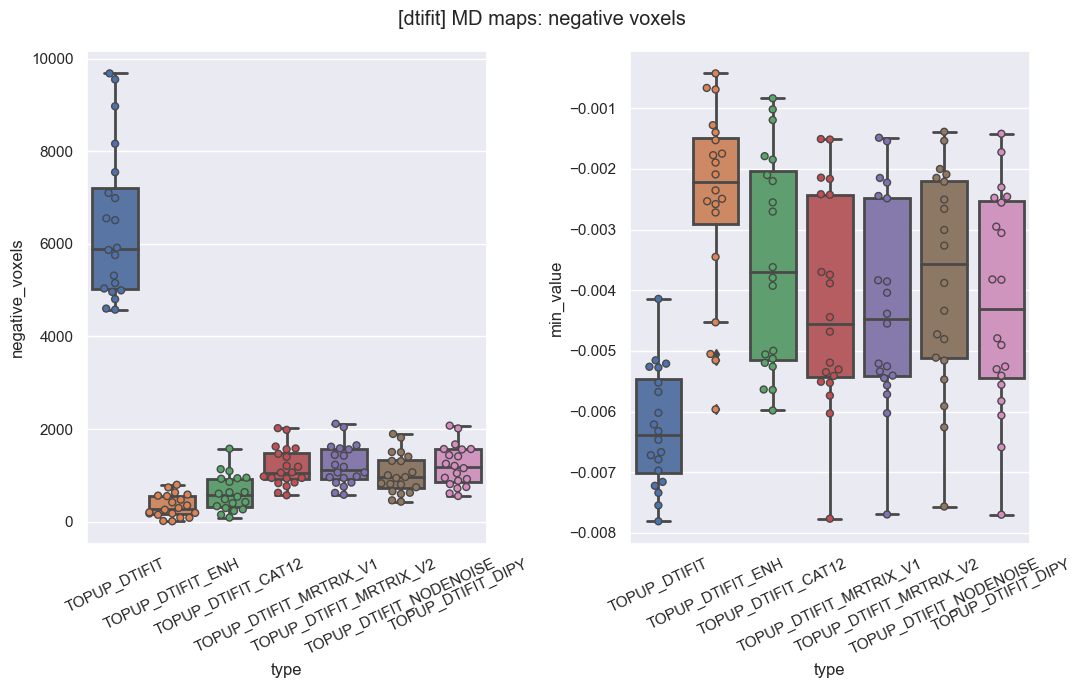 [dtifit] MD maps: negative voxels
10000
8000
6000
4000
2000
0
negative_voxels
TOPUP_DTIFIT
TOPUP_DTIFIT_ENH
TOPUP_DTIFIT_CAT12
TOPUP_DTIFIT_MRTRIX_V1
TOPUP_DTIFIT_MRTRIX_V2
TOPUP_DTIFIT_NODENOISE
TOPUP_DTIFIT_DIPY
type
−0.001
−0.002
−0.003
−0.004
−0.005
−0.006
−0.007
−0.008
min_value
TOPUP_DTIFIT
TOPUP_DTIFIT_ENH
TOPUP_DTIFIT_CAT12
TOPUP_DTIFIT_MRTRIX_V1
TOPUP_DTIFIT_MRTRIX_V2
TOPUP_DTIFIT_NODENOISE
TOPUP_DTIFIT_DIPY
type